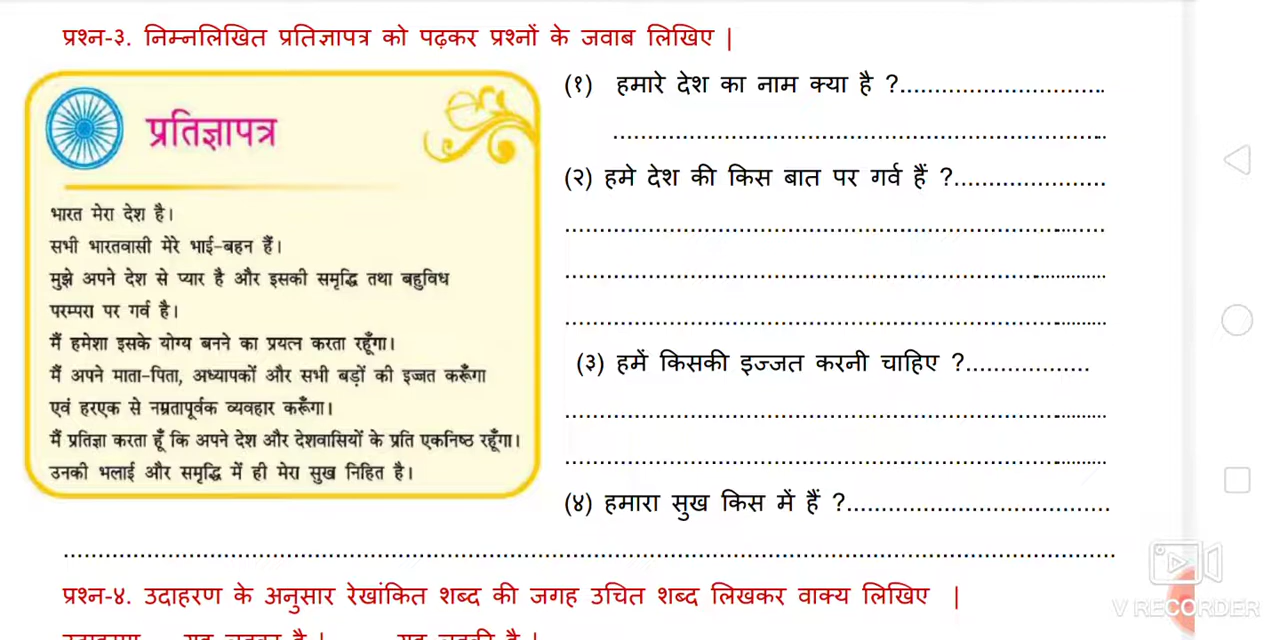 प्रश्न-३. निम्नलिखित प्रतिज्ञापत्र को पढ़कर प्रश्नों के जवाब लिखिए |
प्रतिज्ञापत्र
भारत मेरा देश है।
सभी भारतवासी मेरे भाई-बहन हैं।
मुझे अपने देश से प्यार है और इसकी समृद्धि तथा बहुविध
परम्परा पर गर्व है।
मैं हमेशा इसके योग्य बनने का प्रयत्न करता रहूँगा।
मैं अपने माता-पिता, अध्यापकों और सभी बड़ों की इज्जत करूँगा
एवं हरएक से नम्रतापूर्वक व्यवहार करूँगा।
मैं प्रतिज्ञा करता हूँ कि अपने देश और देशवासियों के प्रति एकनिष्ठ रहूँगा।
उनकी भलाई और समृद्धि में ही मेरा सुख निहित है।
(१) हमारे देश का नाम क्या है ?..............................
......................................................................
(२) हमे देश की किस बात पर गर्व हैं ?......................
.............................................................................
.............................................................................
.............................................................................
(३) हमें किसकी इज्जत करनी चाहिए ?..................
.............................................................................
.............................................................................
(४) हमारा सुख किस में हैं ?......................................
......................................................................................................................................................
प्रश्न-४. उदाहरण के अनुसार रेखांकित शब्द की जगह उचित शब्द लिखकर वाक्य लिखिए |
V RECORDER